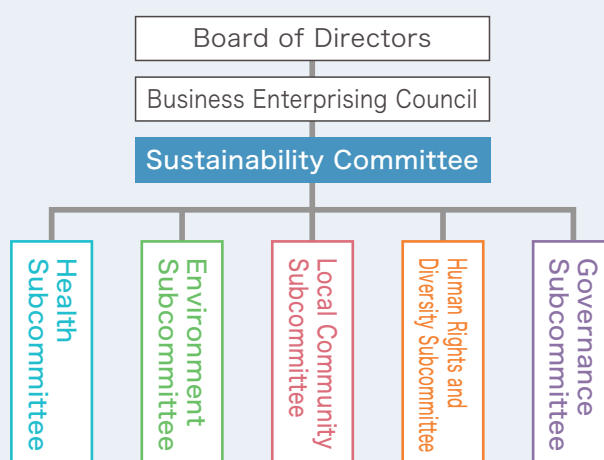 Board of Directors
Business Enterprising Council
Sustainability Committee
Health
Subcommittee
Environment
Subcommittee
Local Community
Subcommittee
Human Rights and
Diversity Subcommittee
Governance
Subcommittee